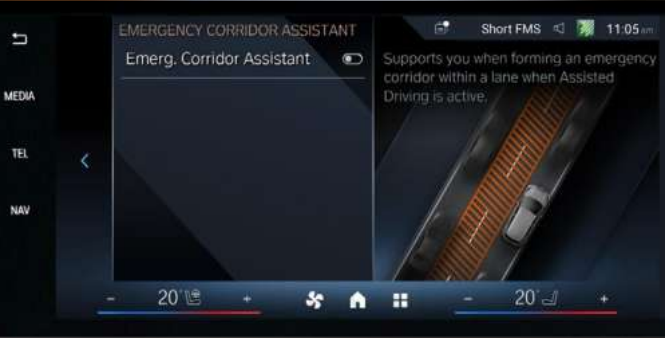 EMERGENCY CORRIDOR ASSISTANT
Short FMS
11:05 am
Emerg. Corridor Assistant
Supports you when forming an emergency
corridor within a lane when Assisted
Driving is active.
MEDIA
TEL
NAV
- 20° +
- 20° +